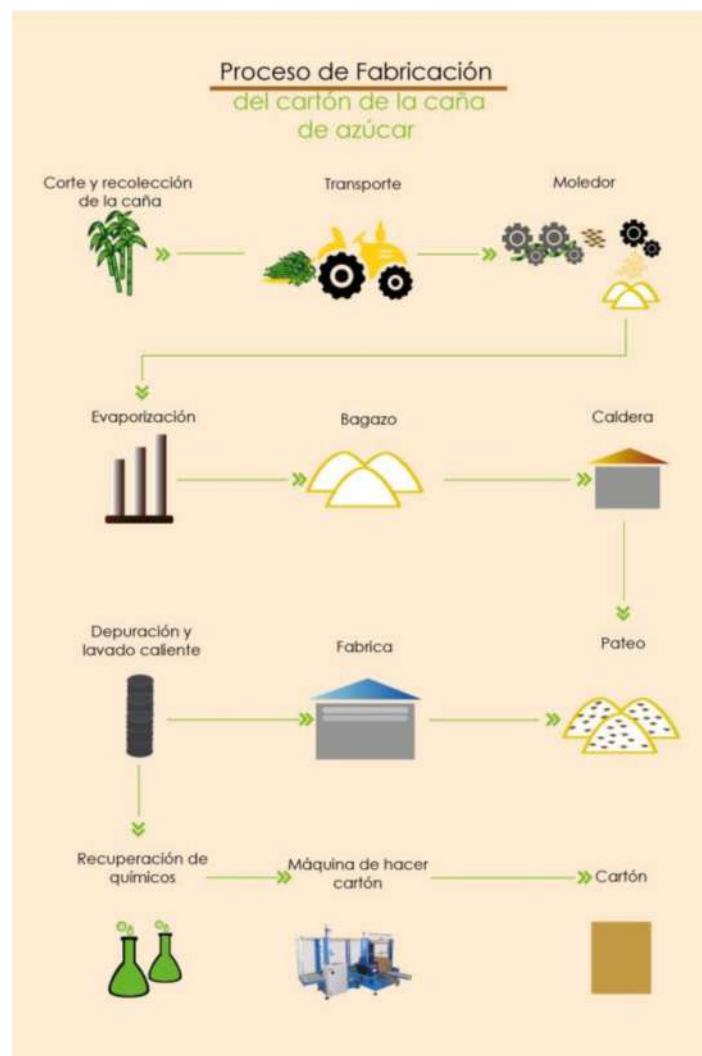 Proceso de Fabricación
del cartón de la caña
de azúcar
Corte y recolección
de la caña
Transporte
Moledor
Evaporización
Bagazo
Caldera
Depuración y
lavado caliente
Fabrica
Pateo
Recuperación de
químicos
Máquina de hacer
cartón
Cartón